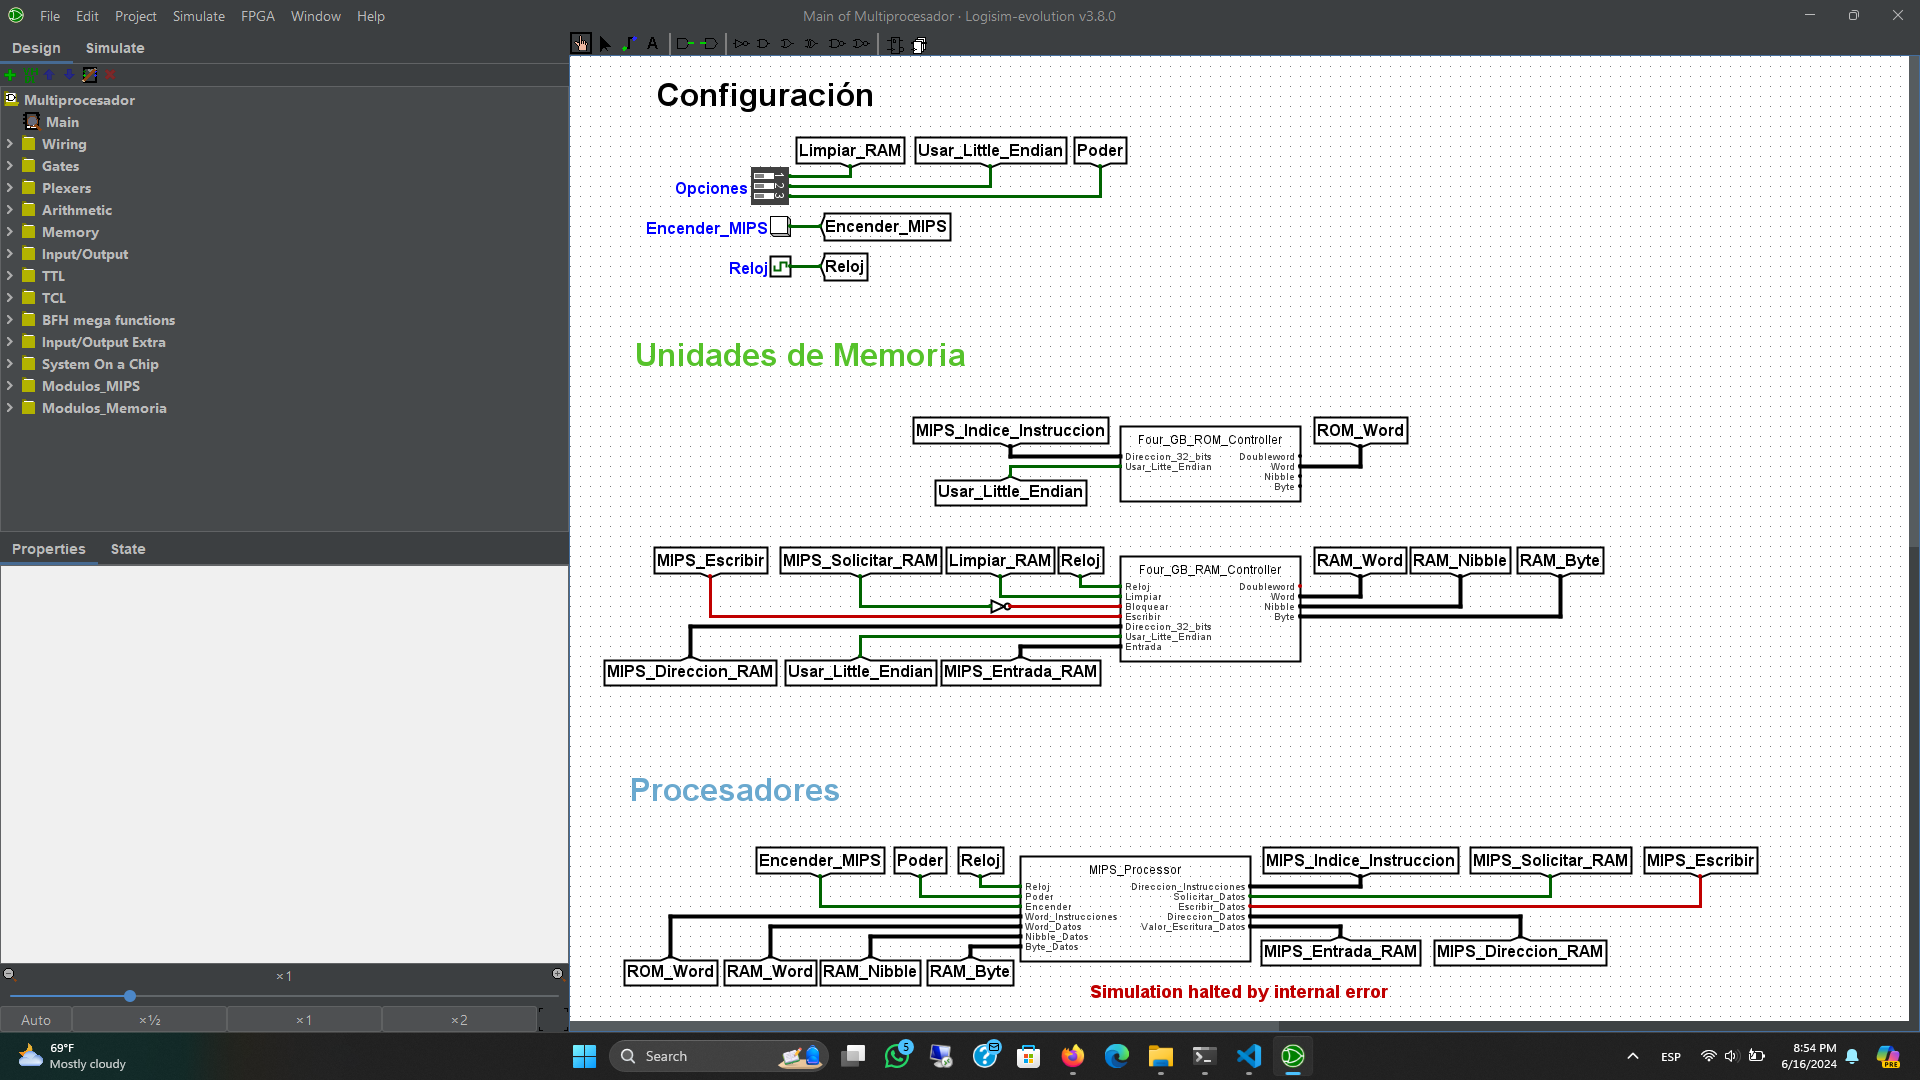 File Edit Project Simulate FPGA Window Help
Main of Multiprocesador · Logisim-evolution v3.8.0
Design Simulate
Multiprocesador
Main
Wiring
Gates
Plexers
Arithmetic
Memory
Input/Output
TTL
TCL
BFH mega functions
Input/Output Extra
System On a Chip
Modulos_MIPS
Modulos_Memoria
Properties State
×1
Auto ×½ ×1 ×2
Configuración
Limpiar_RAM Usar_Little_Endian Poder
Opciones 1 2 3
Encender_MIPS Encender_MIPS
Reloj Reloj
Unidades de Memoria
MIPS_Indice_Instruccion Four_GB_ROM_Controller ROM_Word
Direccion_32_bits Doubleword
Usar_Litte_Endian Word
Nibble
Byte
Usar_Little_Endian
MIPS_Escribir MIPS_Solicitar_RAM Limpiar_RAM Reloj Four_GB_RAM_Controller RAM_Word RAM_Nibble RAM_Byte
Reloj Doubleword
Limpiar Word
Bloquear Nibble
Escribir Byte
Direccion_32_bits
Usar_Litte_Endian
Entrada
MIPS_Direccion_RAM Usar_Little_Endian MIPS_Entrada_RAM
Procesadores
Encender_MIPS Poder Reloj MIPS_Processor MIPS_Indice_Instruccion MIPS_Solicitar_RAM MIPS_Escribir
Reloj Direccion_Instrucciones
Poder Solicitar_Datos
Encender Escribir_Datos
Word_Instrucciones Direccion_Datos
Word_Datos Valor_Escritura_Datos
Nibble_Datos
Byte_Datos
MIPS_Entrada_RAM MIPS_Direccion_RAM
ROM_Word RAM_Word RAM_Nibble RAM_Byte
Simulation halted by internal error
69°F
Mostly cloudy
Search
5
ESP
8:54 PM
6/16/2024
PRE